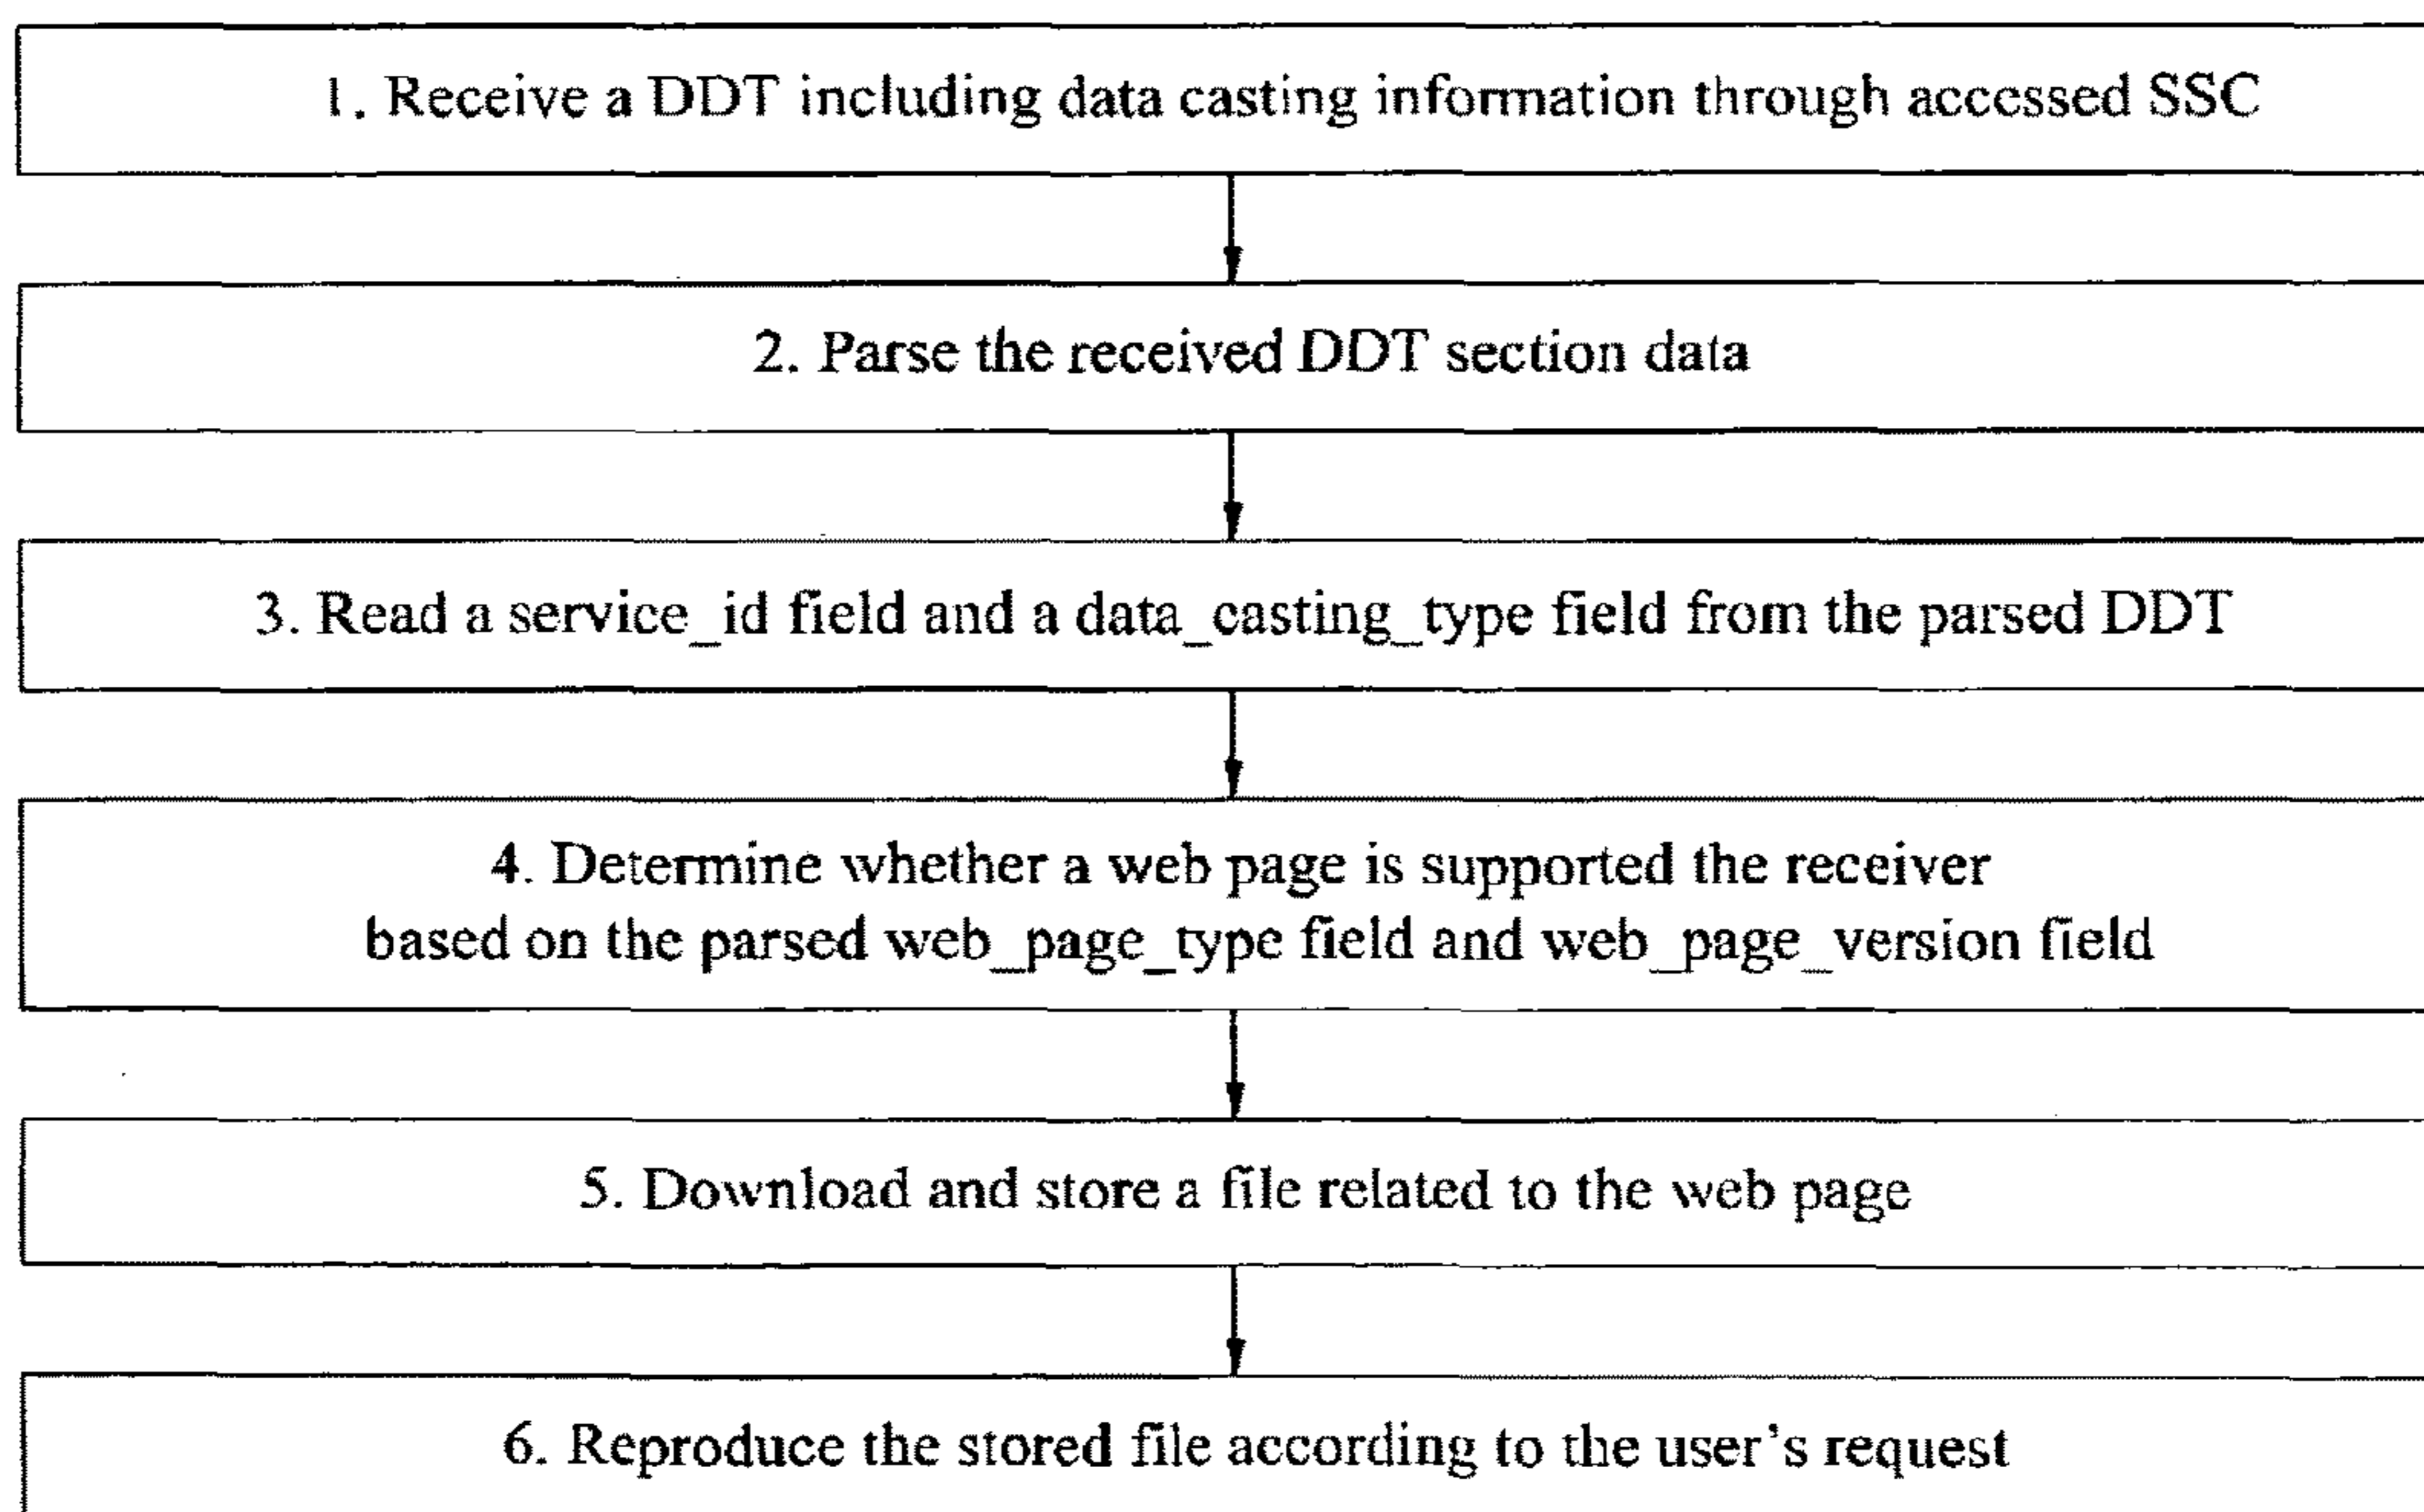 1. Receive a DDT including data casting information through accessed SSC
2. Parse the received DDT section data
3. Read a service_id field and a data_casting_type field from the parsed DDT
4. Determine whether a web page is supported the receiver
based on the parsed web_page_type field and web_page_version field
5. Download and store a file related to the web page
6. Reproduce the stored file according to the user's request